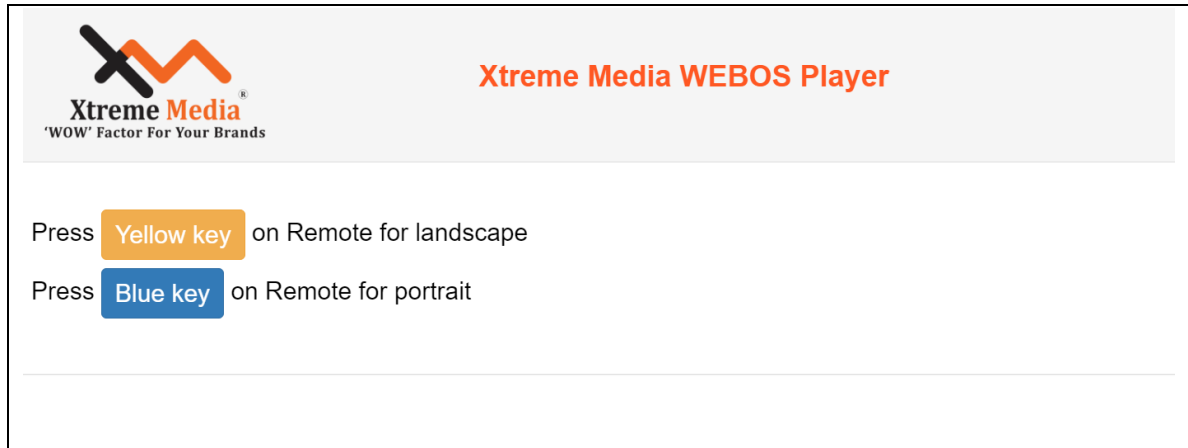 Xtreme Media®
'WOW' Factor For Your Brands
Xtreme Media WEBOS Player
Press Yellow key on Remote for landscape
Press Blue key on Remote for portrait